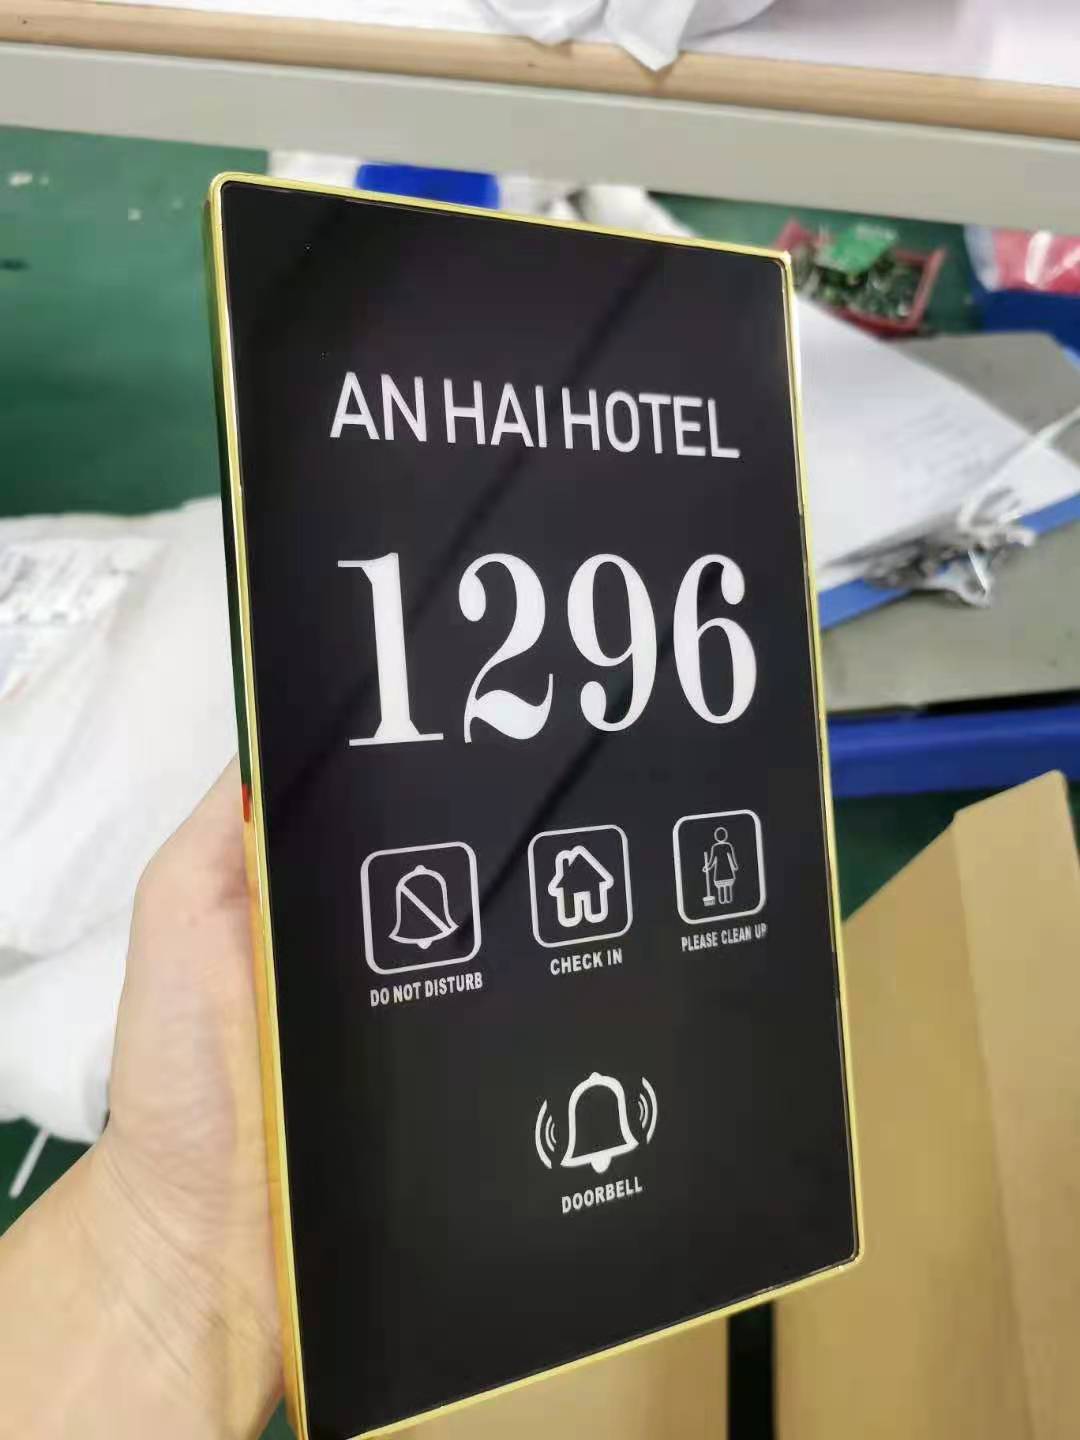 AN HAI HOTEL
1296
DO NOT DISTURB
CHECK IN
PLEASE CLEAN UP
DOORBELL